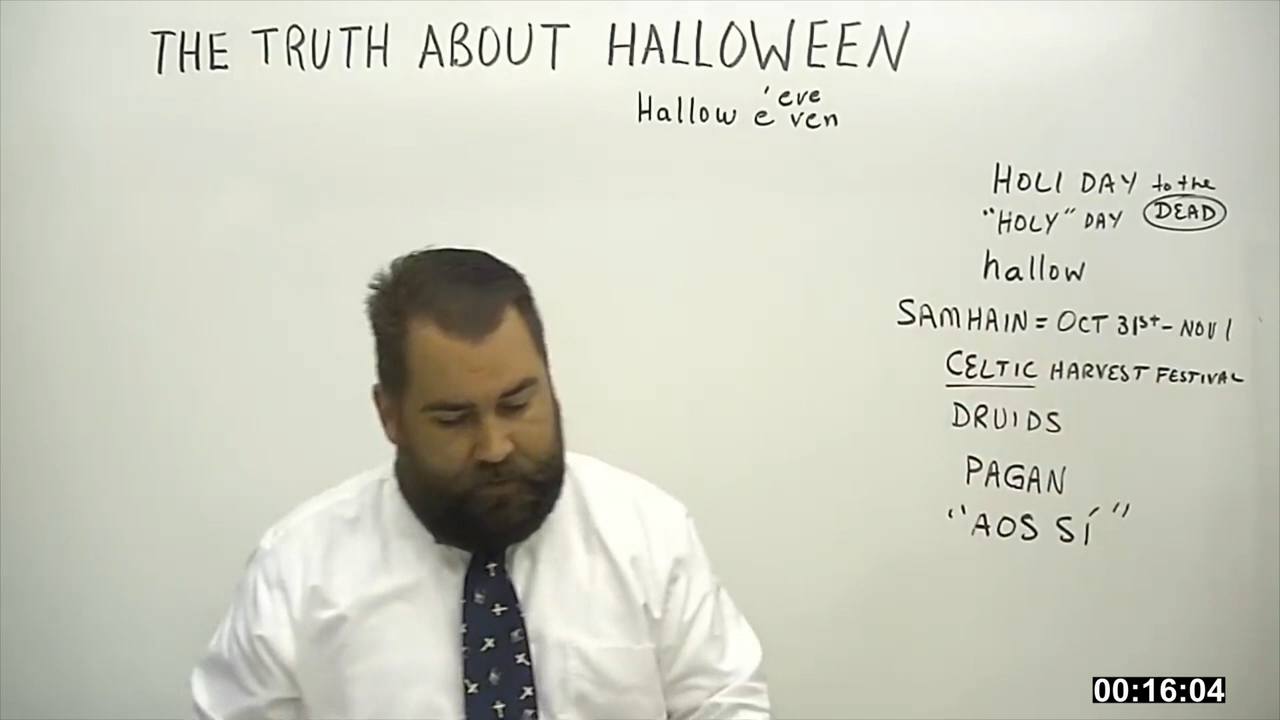 THE TRUTH ABOUT HALLOWEEN
'eve
Hallow e ven
HOLI DAY to the
"HOLY" DAY DEAD
hallow
SAMHAIN = OCT 31st - NOV 1
CELTIC HARVEST FESTIVAL
DRUIDS
PAGAN
"AOS SÍ"
00:16:04